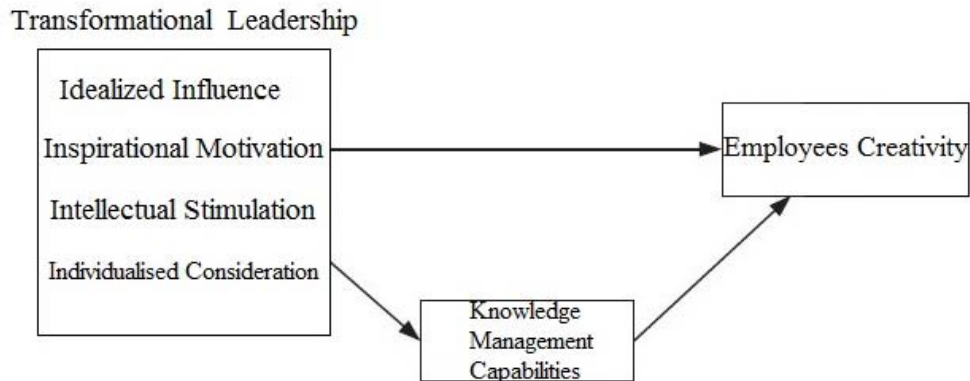 Transformational Leadership
Idealized Influence
Inspirational Motivation
Intellectual Stimulation
Individualised Consideration
Employees Creativity
Knowledge
Management
Capabilities